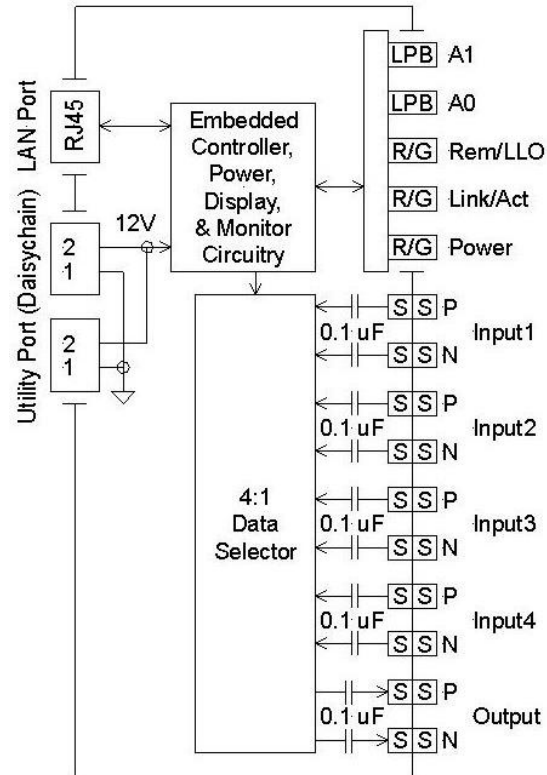 LAN Port
RJ45
Embedded
Controller,
Power,
Display,
& Monitor
Circuitry
LPB A1
LPB A0
R/G Rem/LLO
R/G Link/Act
R/G Power
Utility Port (Daisychain)
12V
2
1
2
1
4:1
Data
Selector
S S P
0.1 uF Input1
S S N
S S P
0.1 uF Input2
S S N
S S P
0.1 uF Input3
S S N
S S P
0.1 uF Input4
S S N
S S P
0.1 uF Output
S S N